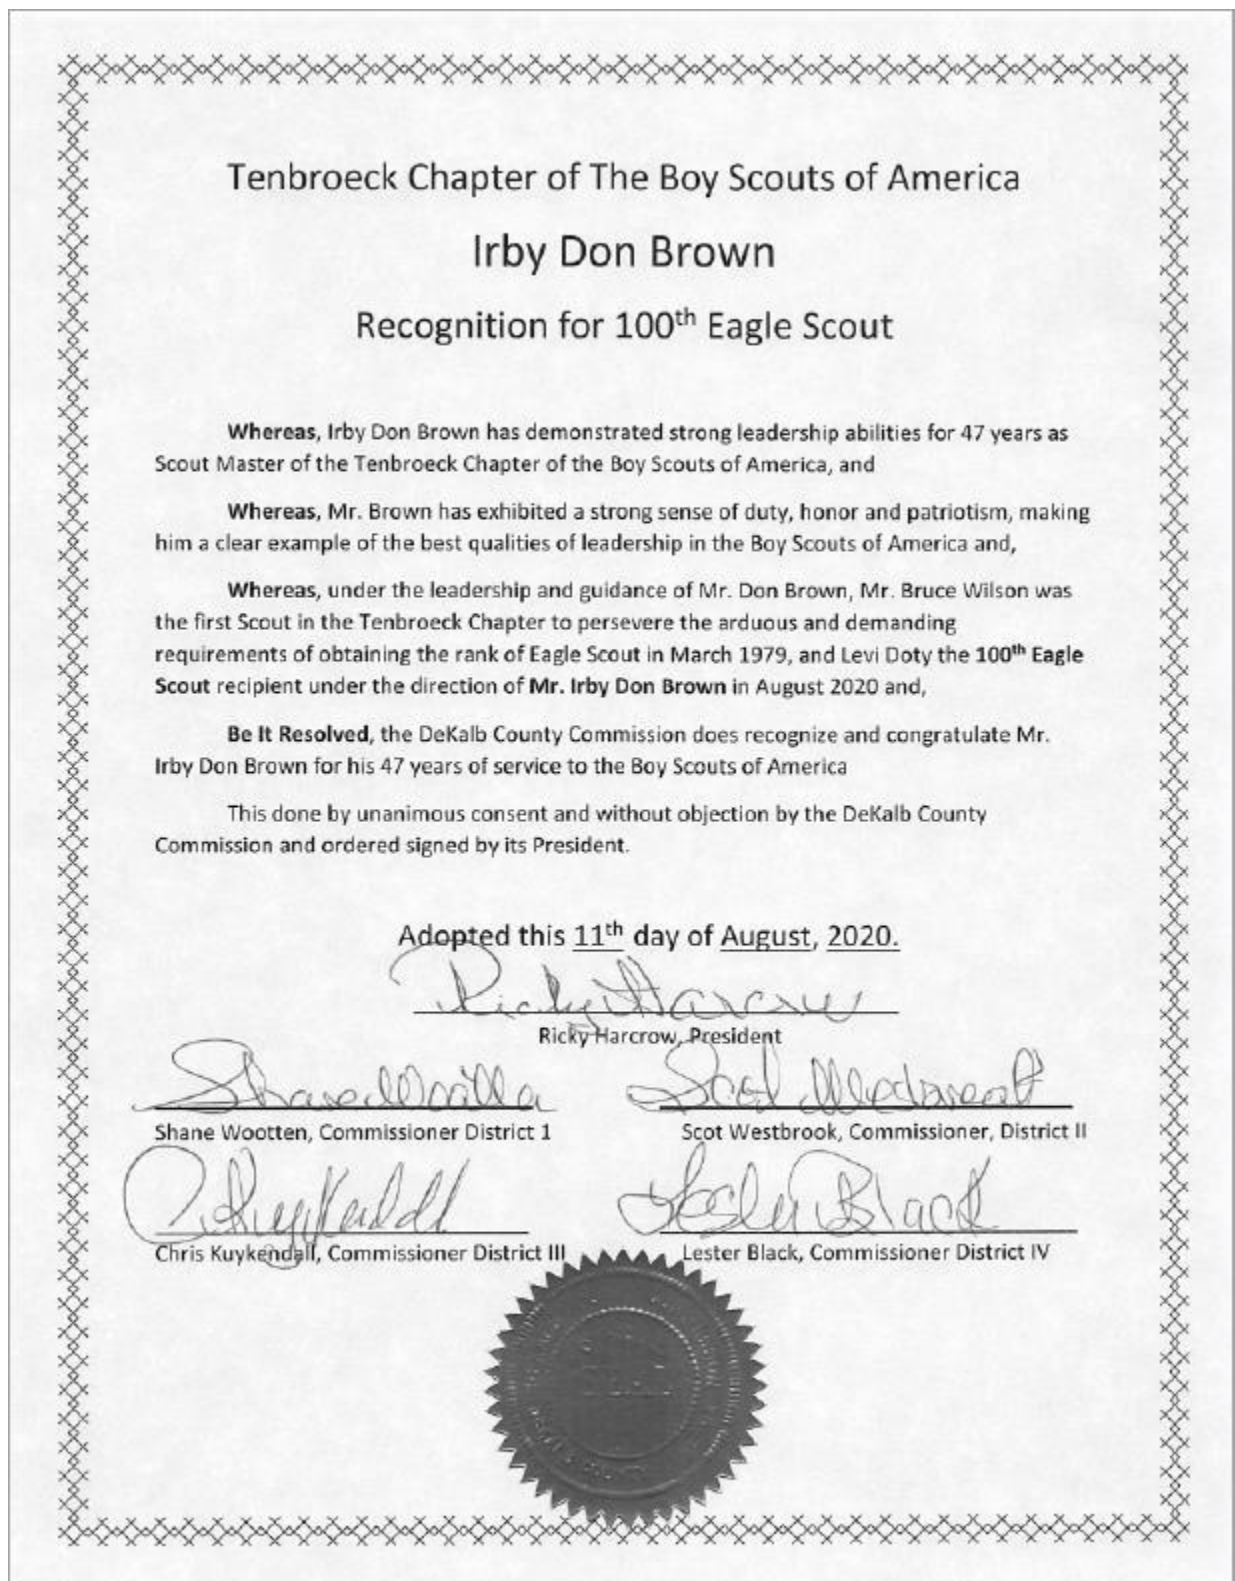 Tenbroeck Chapter of The Boy Scouts of America
Irby Don Brown
Recognition for 100th Eagle Scout
Whereas, Irby Don Brown has demonstrated strong leadership abilities for 47 years as
Scout Master of the Tenbroeck Chapter of the Boy Scouts of America, and
Whereas, Mr. Brown has exhibited a strong sense of duty, honor and patriotism, making
him a clear example of the best qualities of leadership in the Boy Scouts of America and,
Whereas, under the leadership and guidance of Mr. Don Brown, Mr. Bruce Wilson was
the first Scout in the Tenbroeck Chapter to persevere the arduous and demanding
requirements of obtaining the rank of Eagle Scout in March 1979, and Levi Doty the 100th Eagle
Scout recipient under the direction of Mr. Irby Don Brown in August 2020 and,
Be It Resolved, the DeKalb County Commission does recognize and congratulate Mr.
Irby Don Brown for his 47 years of service to the Boy Scouts of America
This done by unanimous consent and without objection by the DeKalb County
Commission and ordered signed by its President.
Adopted this 11th day of August, 2020.
Ricky Harcrow
Ricky Harcrow, President
Shane Wootten, Commissioner District 1
Scot Westbrook, Commissioner, District II
Lester Black
Chris Kuykendall, Commissioner District III
Lester Black, Commissioner District IV
COUNTY